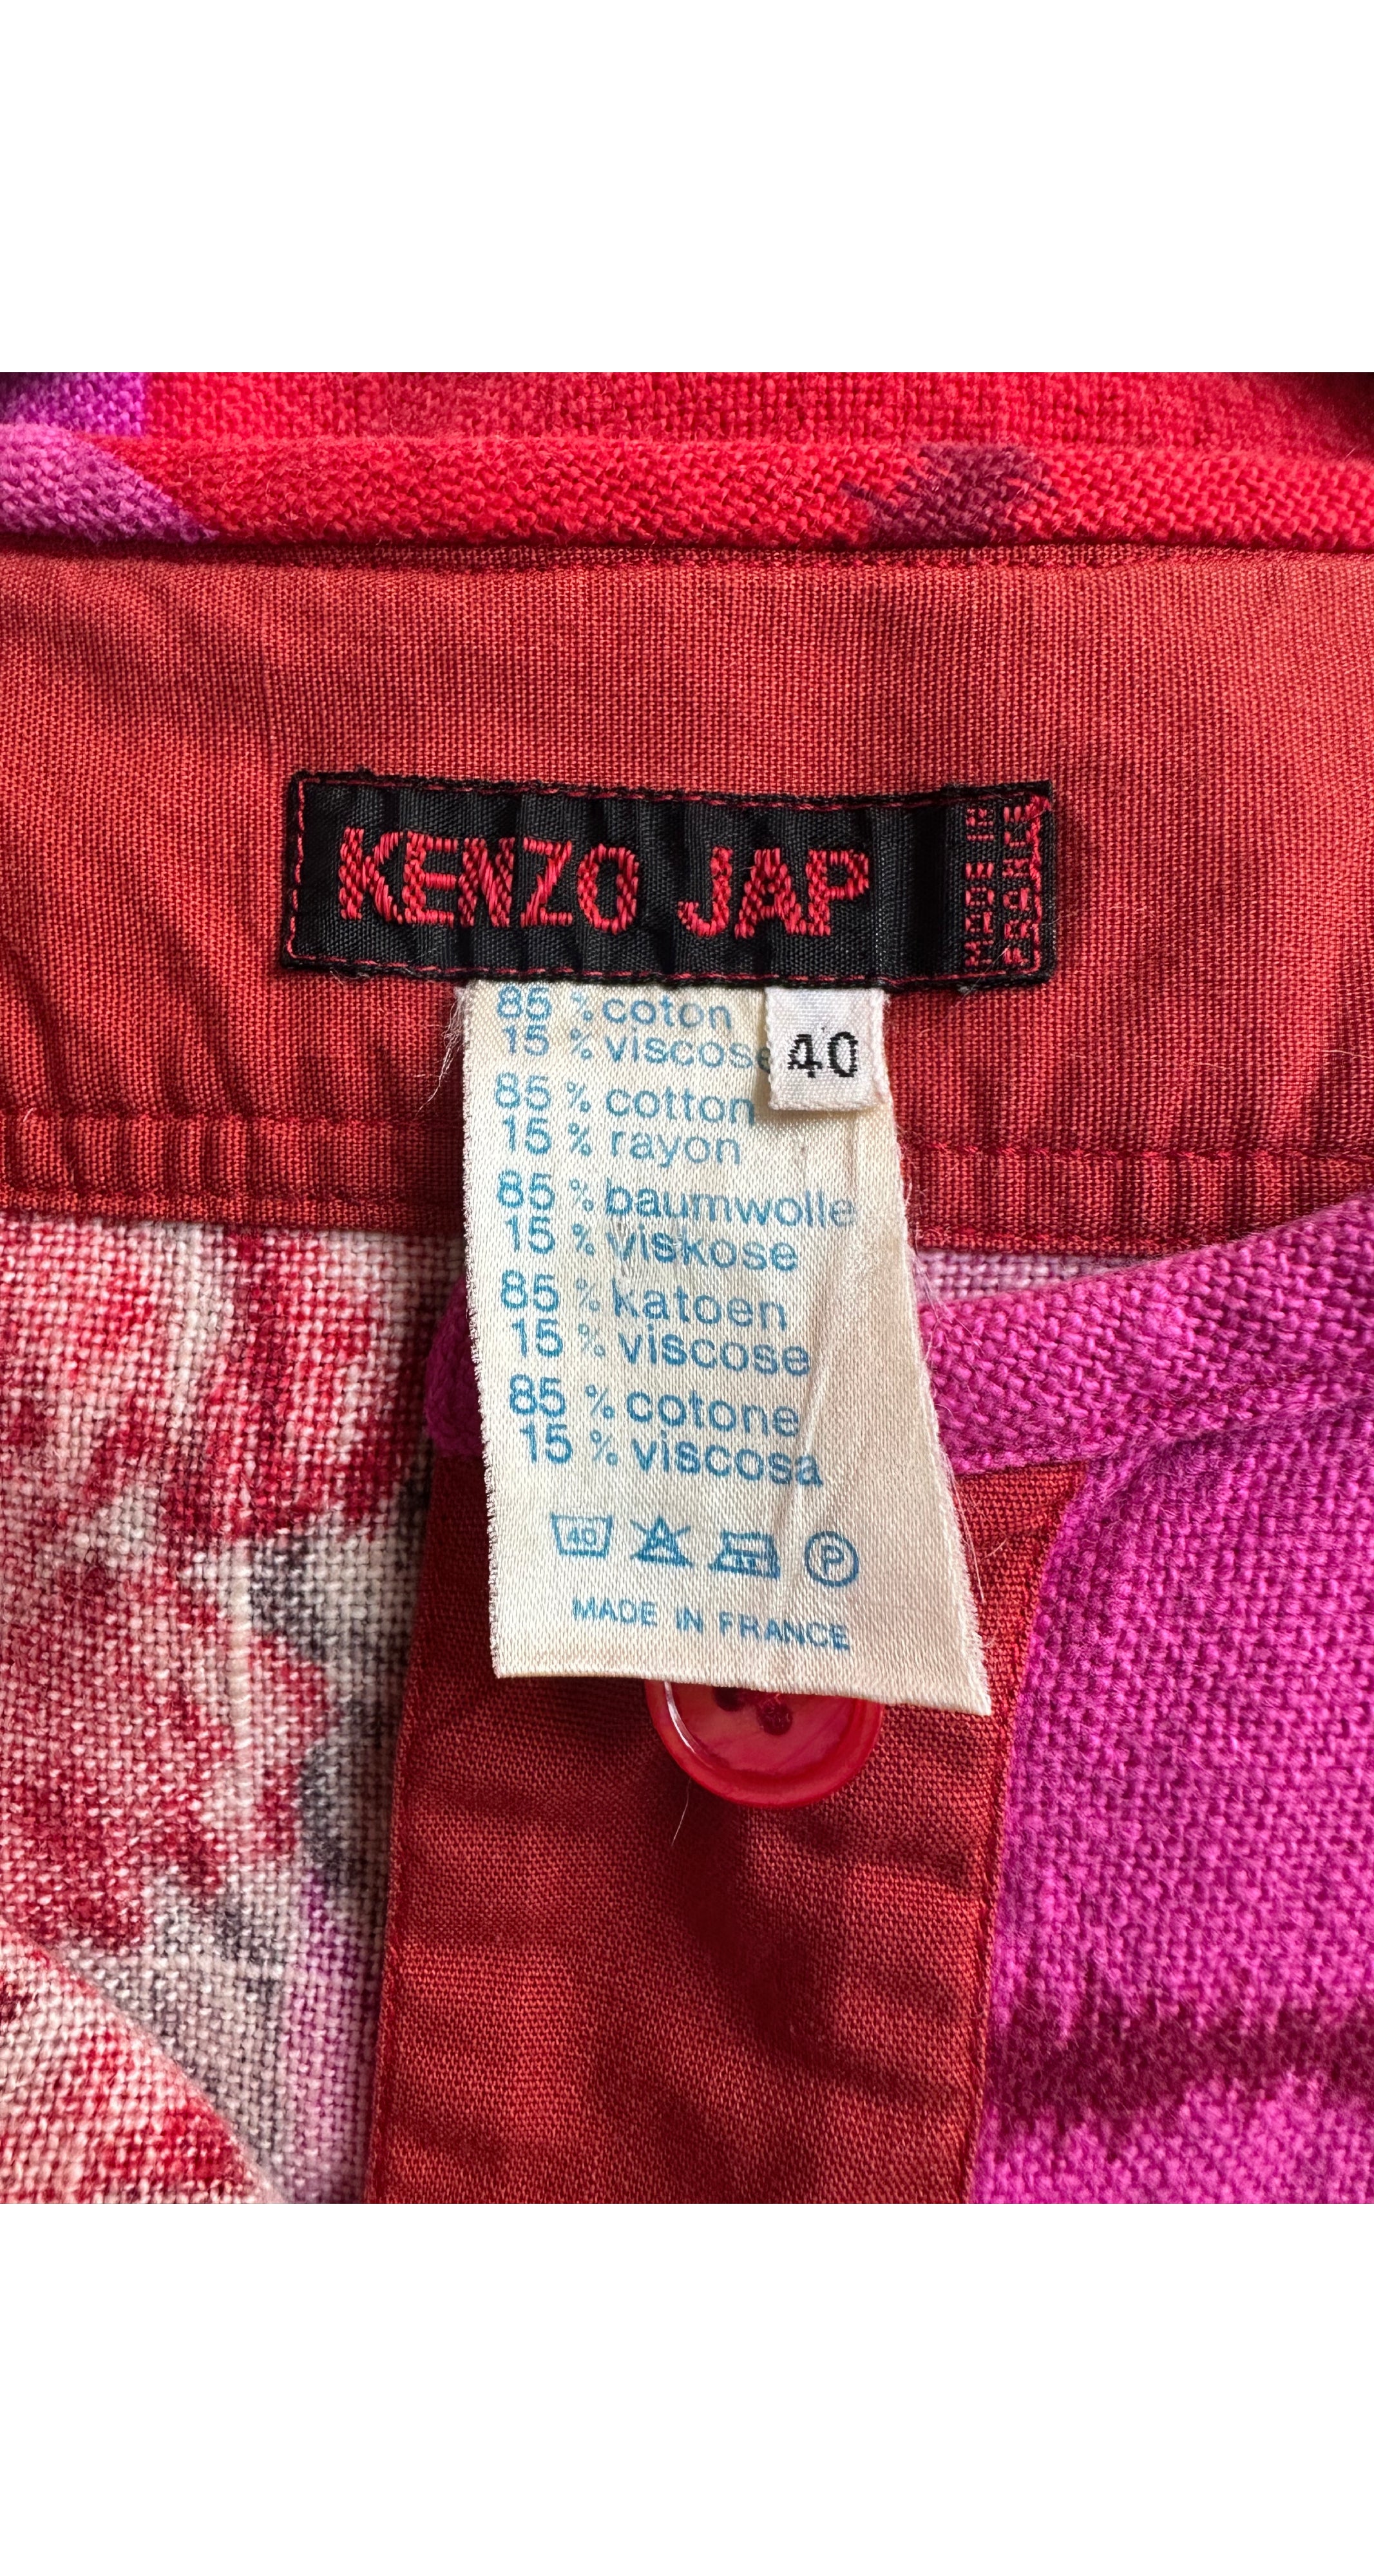 KENZO JAP
MADE IN
FRANCE
85 % coton
15 % viscose
40
85 % cotton
15 % rayon
85 % baumwolle
15 % viskose
85 % katoen
15 % viscose
85 % cotone
15 % viscosa
40 P
MADE IN FRANCE